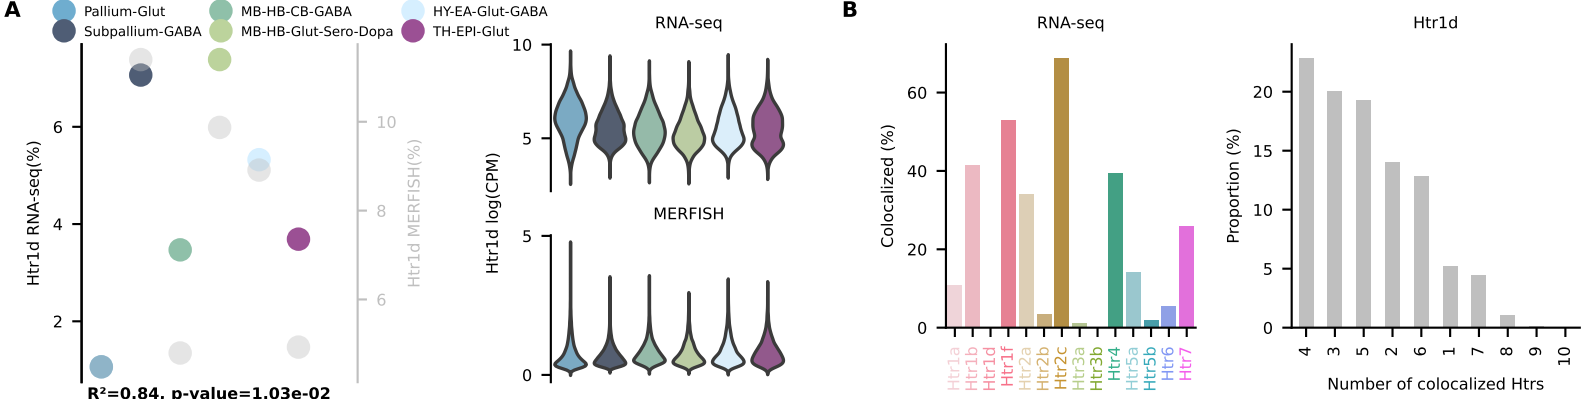 A
Pallium-Glut
Subpallium-GABA
MB-HB-CB-GABA
MB-HB-Glut-Sero-Dopa
HY-EA-Glut-GABA
TH-EPI-Glut
Htr1d RNA-seq(%)
6
4
2
10
8
6
Htr1d MERFISH(%)
R²=0.84, p-value=1.03e-02
RNA-seq
10
5
Htr1d log(CPM)
MERFISH
5
0
B
RNA-seq
Colocalized (%)
60
40
20
0
Htr1a
Htr1b
Htr1d
Htr1f
Htr2a
Htr2b
Htr2c
Htr3a
Htr3b
Htr4
Htr5a
Htr5b
Htr6
Htr7
Htr1d
Proportion (%)
20
15
10
5
0
4 3 5 2 6 1 7 8 9 10
Number of colocalized Htrs